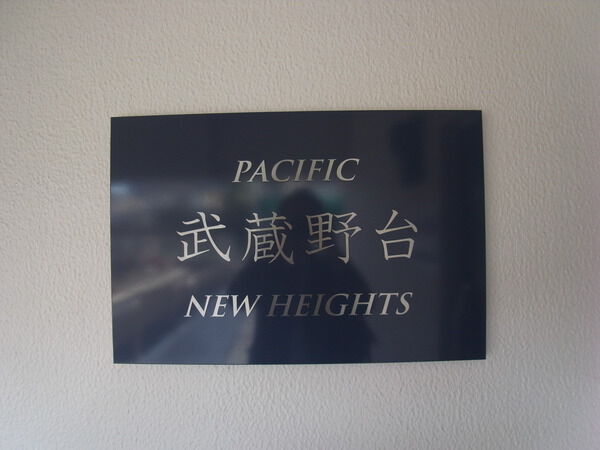 PACIFIC
武蔵野台
NEW HEIGHTS